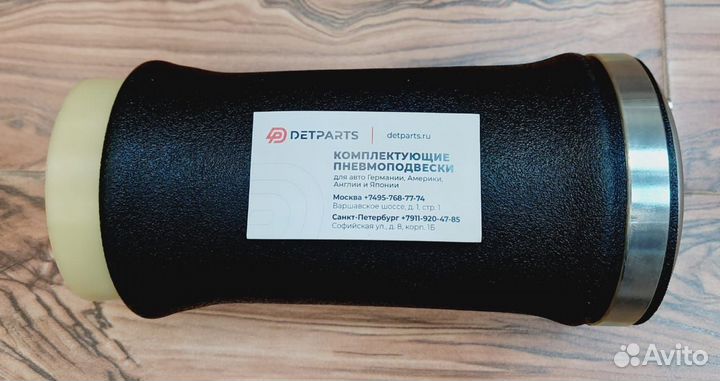 DETPARTS
detparts.ru
КОМПЛЕКТУЮЩИЕ
ПНЕВМОПОДВЕСКИ
для авто Германии, Америки,
Англии и Японии
Москва +7495-768-77-74
Варшавское шоссе, д. 1, стр. 1
Санкт-Петербург +7911-920-47-85
Софийская ул., д. 8, корп. 1Б
Avito